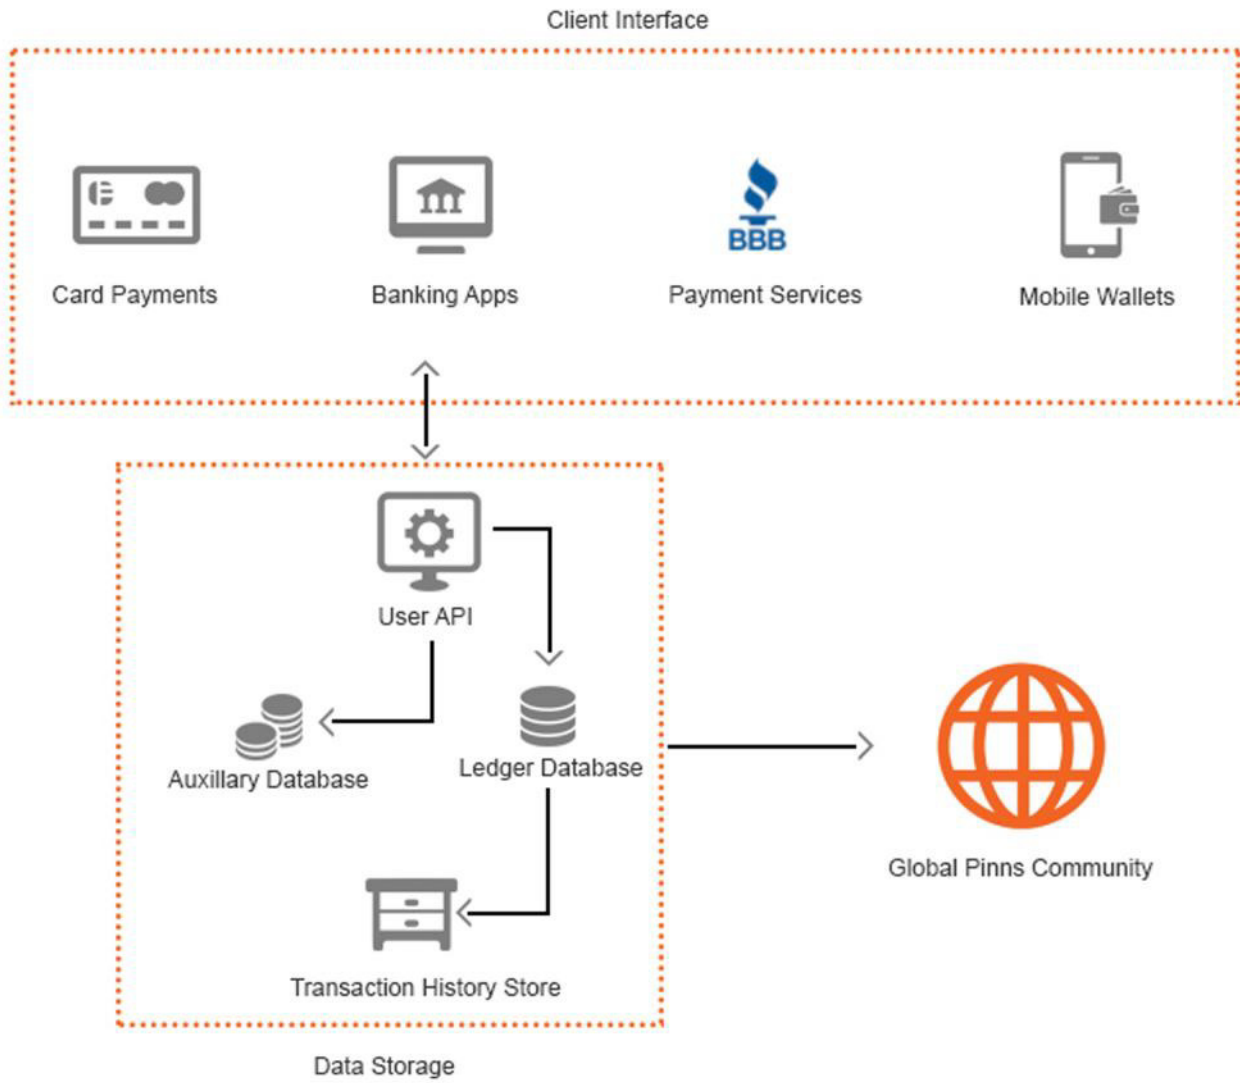 Client Interface
BBB
Card Payments
Banking Apps
Payment Services
Mobile Wallets
User API
Auxillary Database
Ledger Database
Global Pinns Community
Transaction History Store
Data Storage